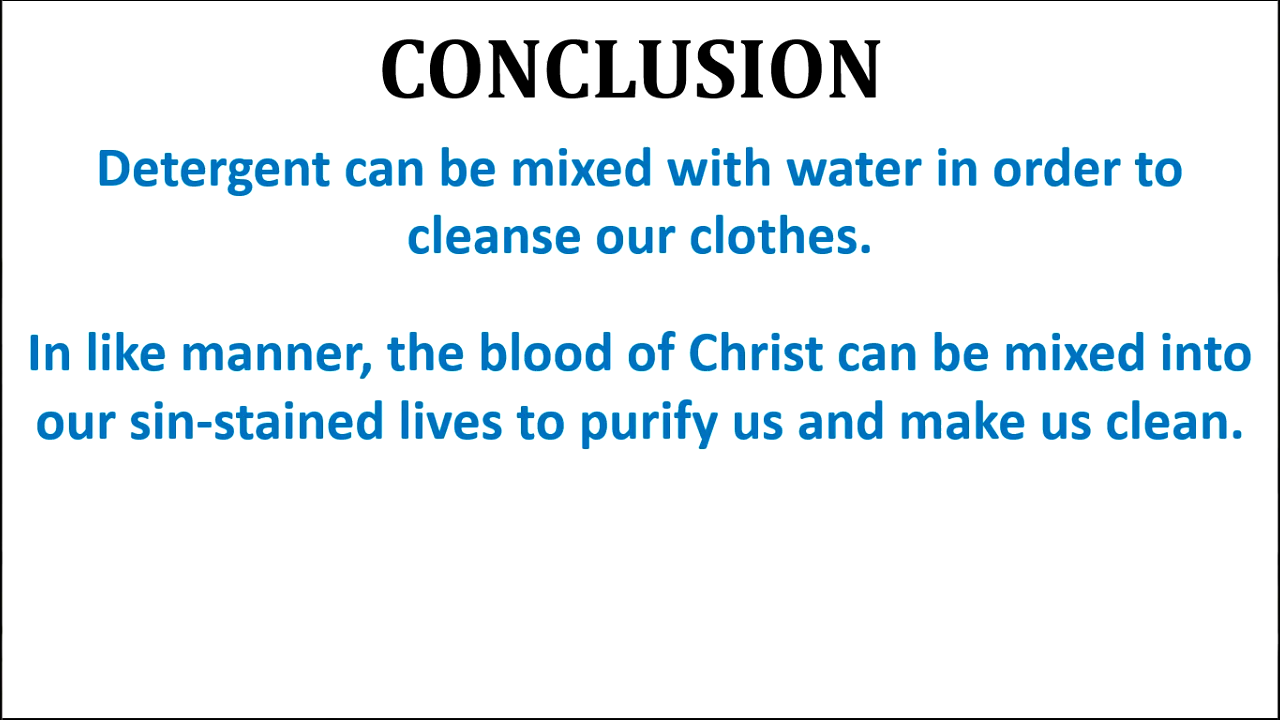 CONCLUSION
Detergent can be mixed with water in order to
cleanse our clothes.
In like manner, the blood of Christ can be mixed into
our sin-stained lives to purify us and make us clean.